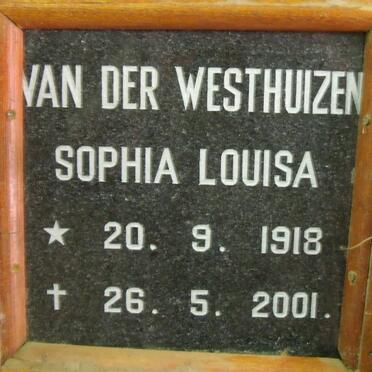 VAN DER WESTHUIZEN
SOPHIA LOUISA
★ 20. 9. 1918
† 26. 5. 2001.